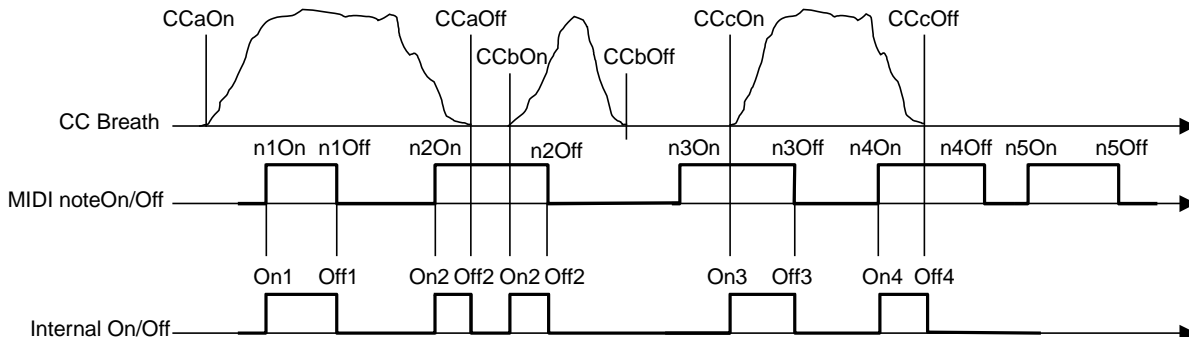 CCaOn CCaOff CCcOn CCcOff
CCbOn CCbOff
CC Breath
n1On n1Off n2On n2Off n3On n3Off n4On n4Off n5On n5Off
MIDI noteOn/Off
On1 Off1 On2 Off2 On2 Off2 On3 Off3 On4 Off4
Internal On/Off